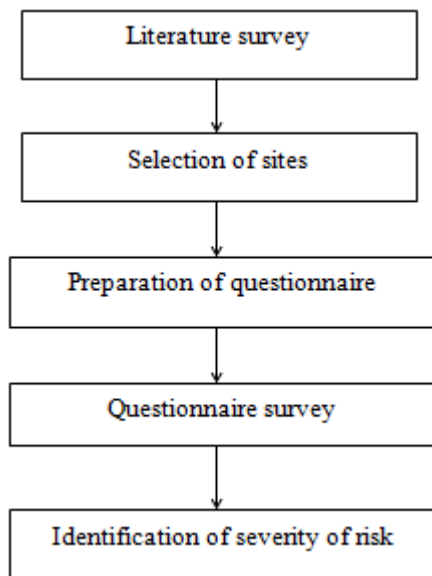 Literature survey
Selection of sites
Preparation of questionnaire
Questionnaire survey
Identification of severity of risk